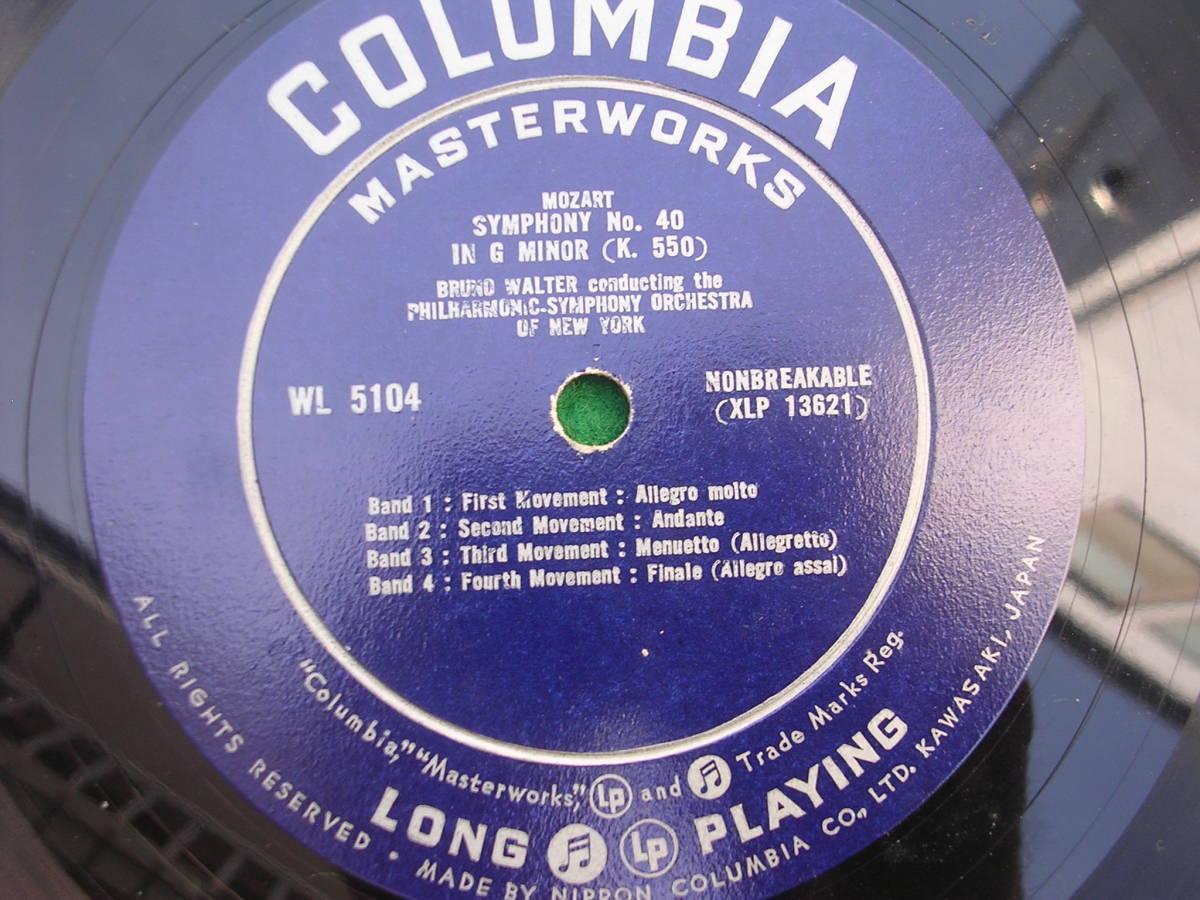 COLUMBIA
MASTERWORKS
MOZART
SYMPHONY No. 40
IN G MINOR (K. 550)
BRUNO WALTER conducting the
PHILHARMONIC-SYMPHONY ORCHESTRA
OF NEW YORK
WL 5104
NONBREAKABLE
(XLP 13621)
Band 1 : First Movement : Allegro molto
Band 2 : Second Movement : Andante
Band 3 : Third Movement : Menuetto (Allegretto)
Band 4 : Fourth Movement : Finale (Allegro assai)
"Columbia," "Masterworks," Lp and Trade Marks Reg.
LONG Lp PLAYING
ALL RIGHTS RESERVED • MADE BY NIPPON COLUMBIA CO., LTD. KAWASAKI, JAPAN